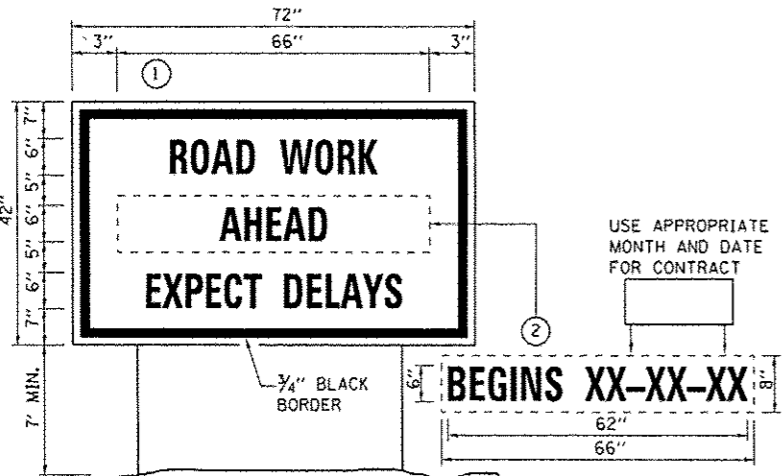 72"
3" 66" 3"
1
42"
7"
6"
5"
6"
5"
6"
7"
ROAD WORK
AHEAD
EXPECT DELAYS
USE APPROPRIATE
MONTH AND DATE
FOR CONTRACT
2
7' MIN.
3/4" BLACK
BORDER
6"
BEGINS XX-XX-XX
8"
62"
66"